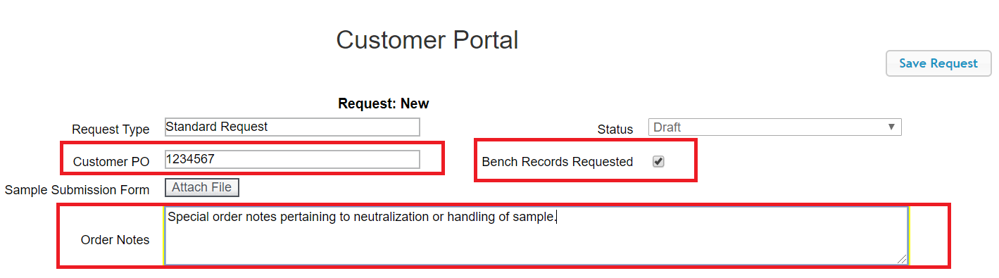 Customer Portal
Save Request
Request: New
Request Type Standard Request Status Draft
Customer PO 1234567 Bench Records Requested
Sample Submission Form Attach File
Special order notes pertaining to neutralization or handling of sample.
Order Notes